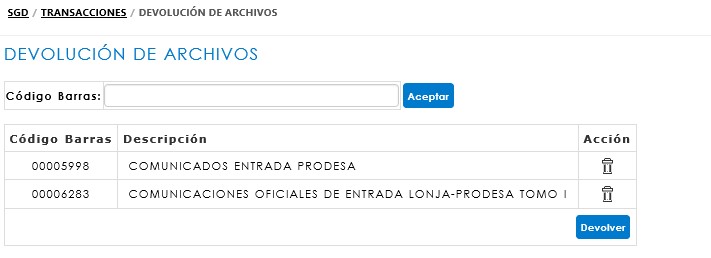 SGD / TRANSACCIONES / DEVOLUCIÓN DE ARCHIVOS
DEVOLUCIÓN DE ARCHIVOS
Código Barras: Aceptar
Código Barras Descripción Acción
00005998 COMUNICADOS ENTRADA PRODESA
00006283 COMUNICACIONES OFICIALES DE ENTRADA LONJA-PRODESA TOMO I
Devolver